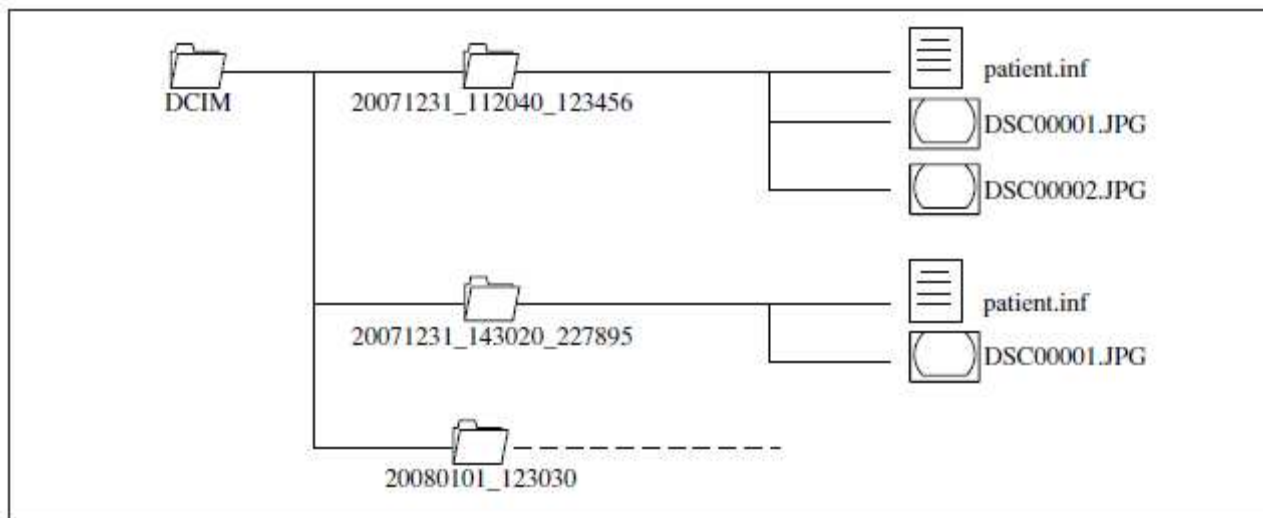 DCIM
20071231_112040_123456
patient.inf
DSC00001.JPG
DSC00002.JPG
20071231_143020_227895
patient.inf
DSC00001.JPG
20080101_123030